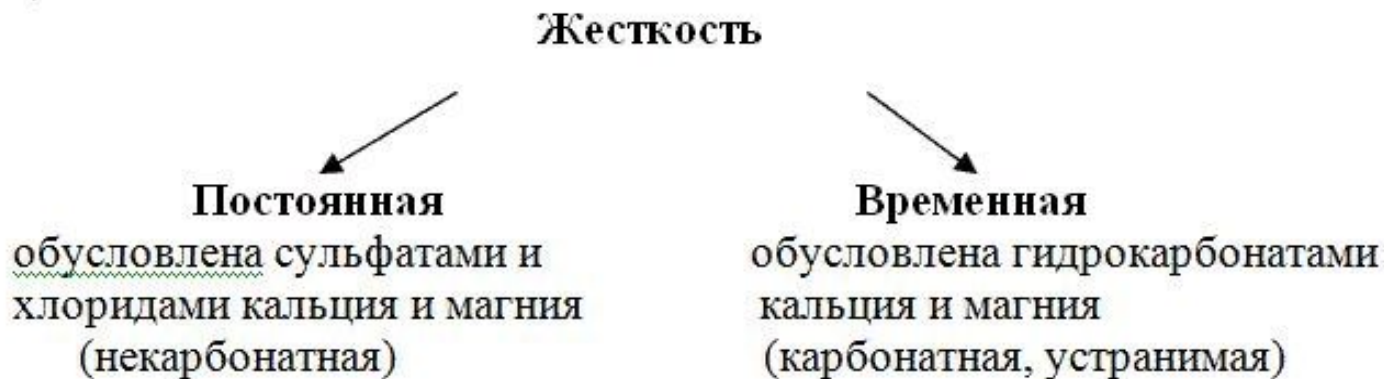 Жесткость
Постоянная
обусловлена сульфатами и
хлоридами кальция и магния
(некарбонатная)
Временная
обусловлена гидрокарбонатами
кальция и магния
(карбонатная, устранимая)